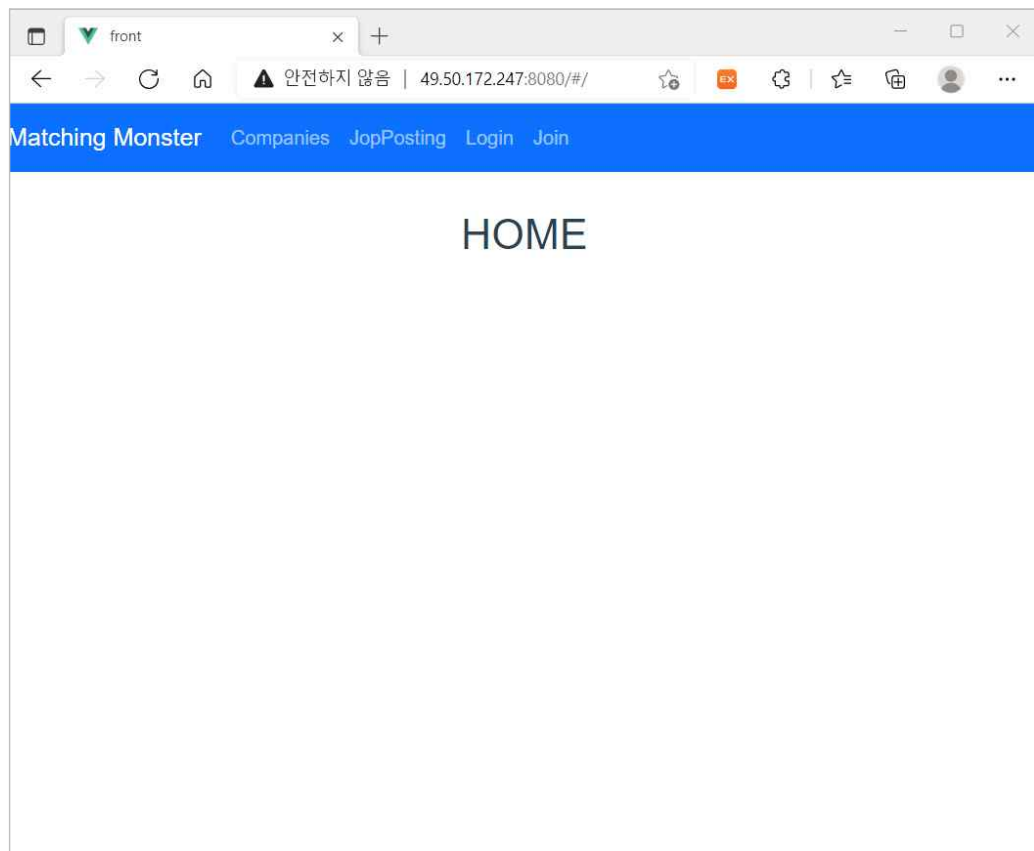 front
안전하지 않음 | 49.50.172.247:8080/#/
EX
Matching Monster Companies JopPosting Login Join
HOME